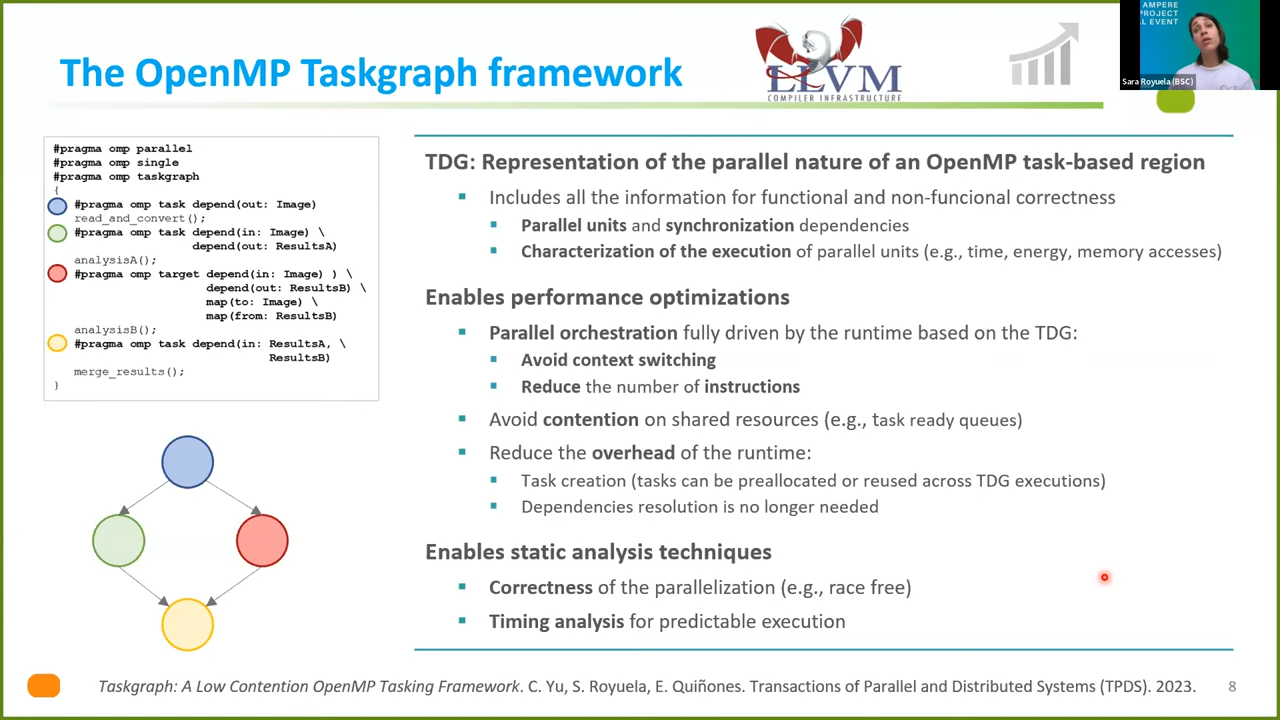 The OpenMP Taskgraph framework
LLVM
COMPILER INFRASTRUCTURE
AMPERE
PROJECT
L EVENT
Sara Royuela (BSC)
#pragma omp parallel
#pragma omp single
#pragma omp taskgraph
{
#pragma omp task depend(out: Image)
read_and_convert();
#pragma omp task depend(in: Image) \
depend(out: ResultsA)
analysisA();
#pragma omp target depend(in: Image) ) \
depend(out: ResultsB) \
map(to: Image) \
map(from: ResultsB)
analysisB();
#pragma omp task depend(in: ResultsA, \
ResultsB)
merge_results();
}
TDG: Representation of the parallel nature of an OpenMP task-based region
Includes all the information for functional and non-funcional correctness
Parallel units and synchronization dependencies
Characterization of the execution of parallel units (e.g., time, energy, memory accesses)
Enables performance optimizations
Parallel orchestration fully driven by the runtime based on the TDG:
Avoid context switching
Reduce the number of instructions
Avoid contention on shared resources (e.g., task ready queues)
Reduce the overhead of the runtime:
Task creation (tasks can be preallocated or reused across TDG executions)
Dependencies resolution is no longer needed
Enables static analysis techniques
Correctness of the parallelization (e.g., race free)
Timing analysis for predictable execution
Taskgraph: A Low Contention OpenMP Tasking Framework. C. Yu, S. Royuela, E. Quiñones. Transactions of Parallel and Distributed Systems (TPDS). 2023.
8